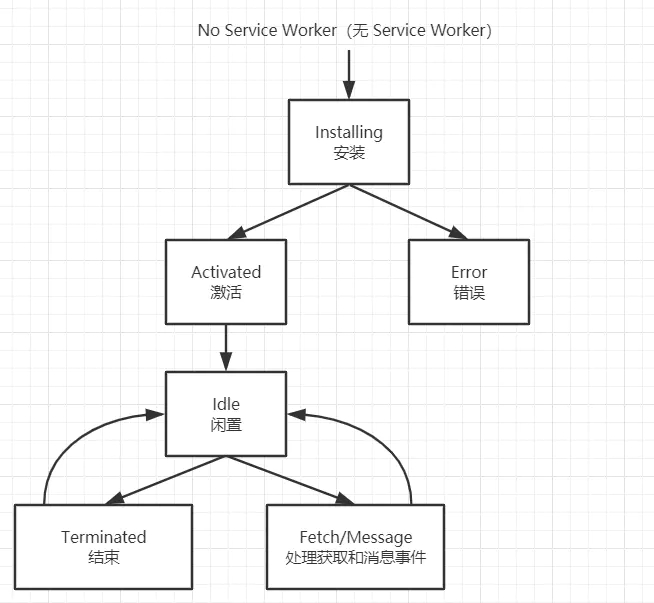 No Service Worker（无 Service Worker）
Installing
安装
Activated
激活
Error
错误
Idle
闲置
Terminated
结束
Fetch/Message
处理获取和消息事件